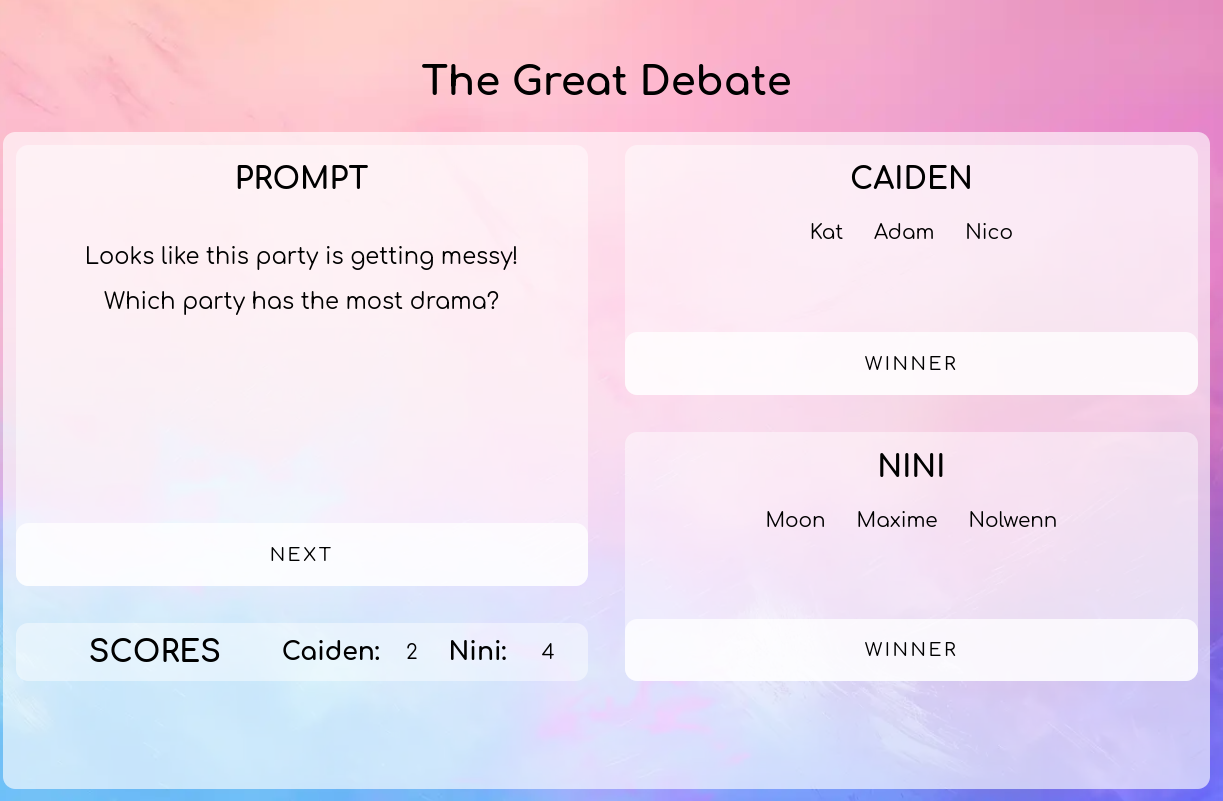 The Great Debate
PROMPT
Looks like this party is getting messy!
Which party has the most drama?
NEXT
SCORES Caiden: 2 Nini: 4
CAIDEN
Kat Adam Nico
WINNER
NINI
Moon Maxime Nolwenn
WINNER